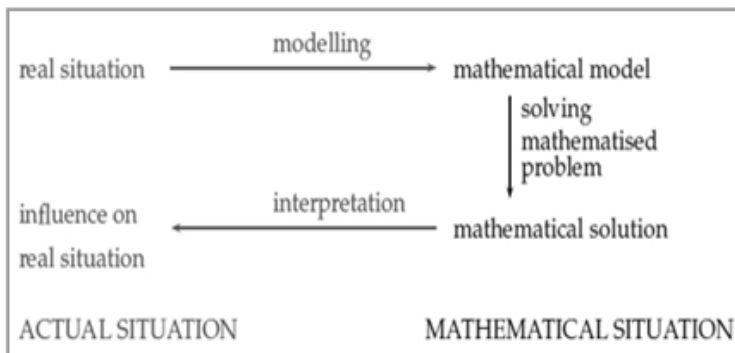 modelling
real situation
mathematical model
solving
mathematised
problem
influence on
real situation
interpretation
mathematical solution
ACTUAL SITUATION
MATHEMATICAL SITUATION